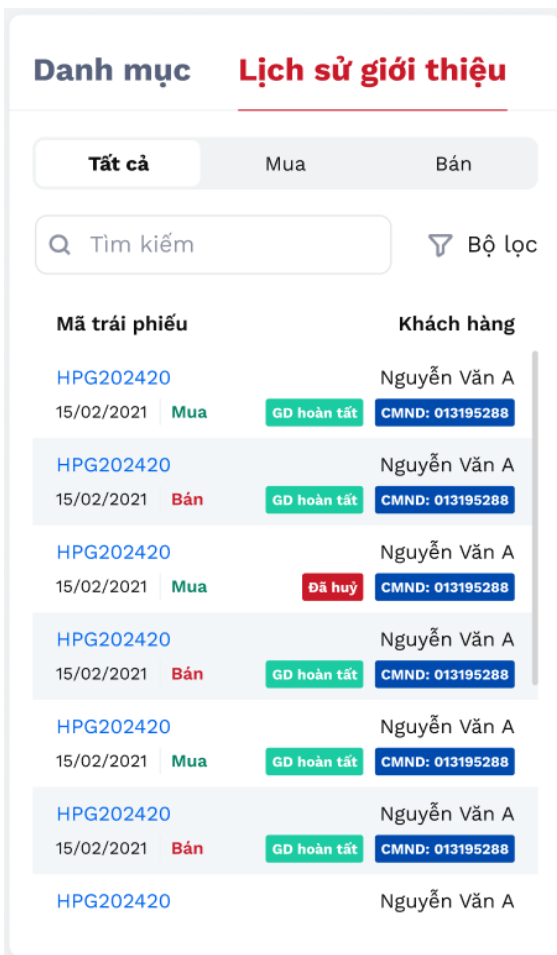 Danh mục Lịch sử giới thiệu
Tất cả Mua Bán
Tìm kiếm Bộ lọc
Mã trái phiếu Khách hàng
HPG202420 Nguyễn Văn A
15/02/2021 Mua GD hoàn tất CMND: 013195288
HPG202420 Nguyễn Văn A
15/02/2021 Bán GD hoàn tất CMND: 013195288
HPG202420 Nguyễn Văn A
15/02/2021 Mua Đã huỷ CMND: 013195288
HPG202420 Nguyễn Văn A
15/02/2021 Bán GD hoàn tất CMND: 013195288
HPG202420 Nguyễn Văn A
15/02/2021 Mua GD hoàn tất CMND: 013195288
HPG202420 Nguyễn Văn A
15/02/2021 Bán GD hoàn tất CMND: 013195288
HPG202420 Nguyễn Văn A